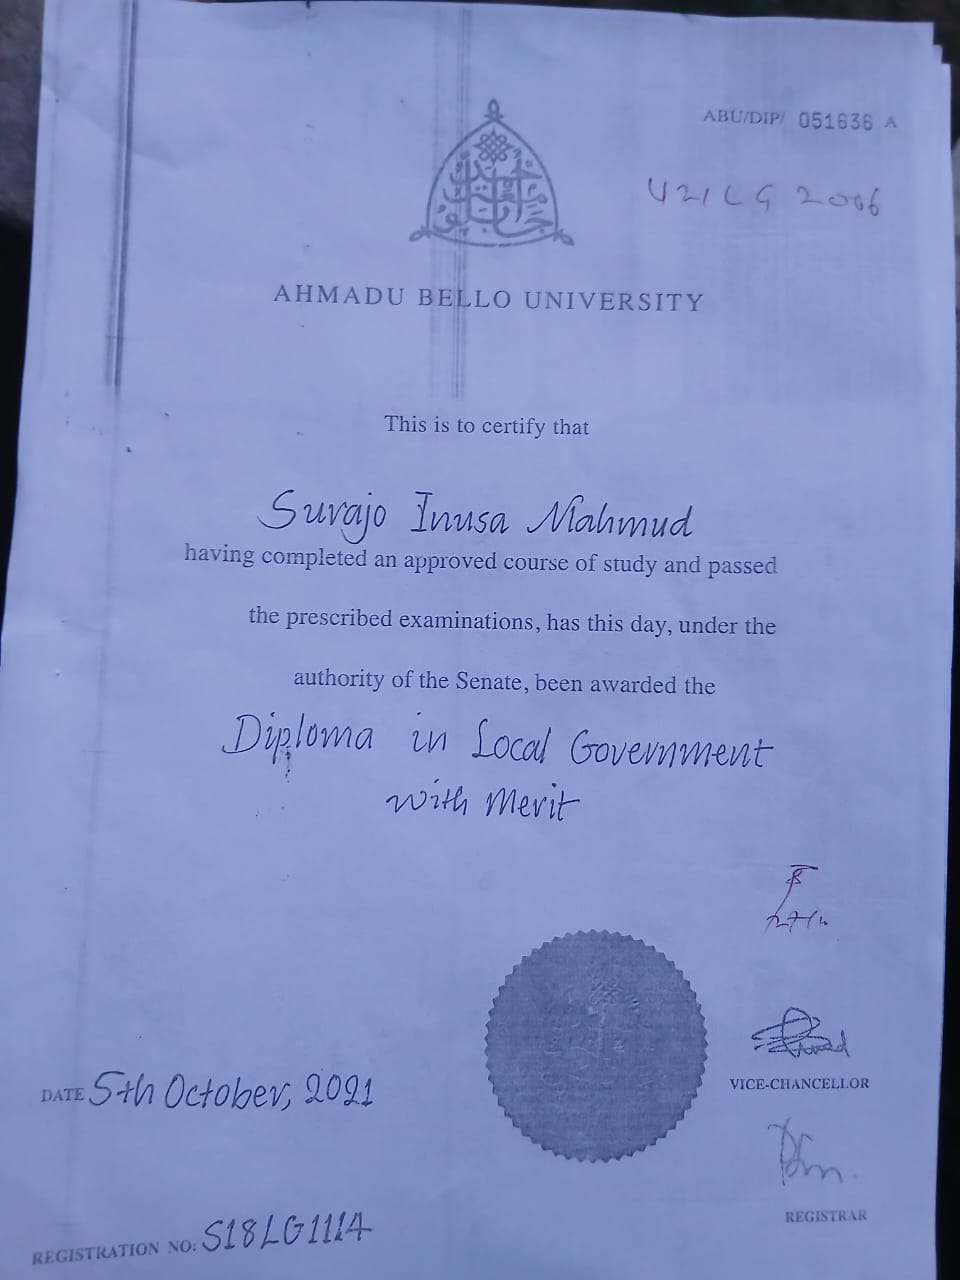 ABU/DIP/ 051636 A
U21LG2006
AHMADU BELLO UNIVERSITY
This is to certify that
Surajo Inusa Mahmud
having completed an approved course of study and passed
the prescribed examinations, has this day, under the
authority of the Senate, been awarded the
Diploma in Local Government
with Merit
VICE-CHANCELLOR
DATE 5th October, 2021
REGISTRAR
REGISTRATION NO: S18LG1114